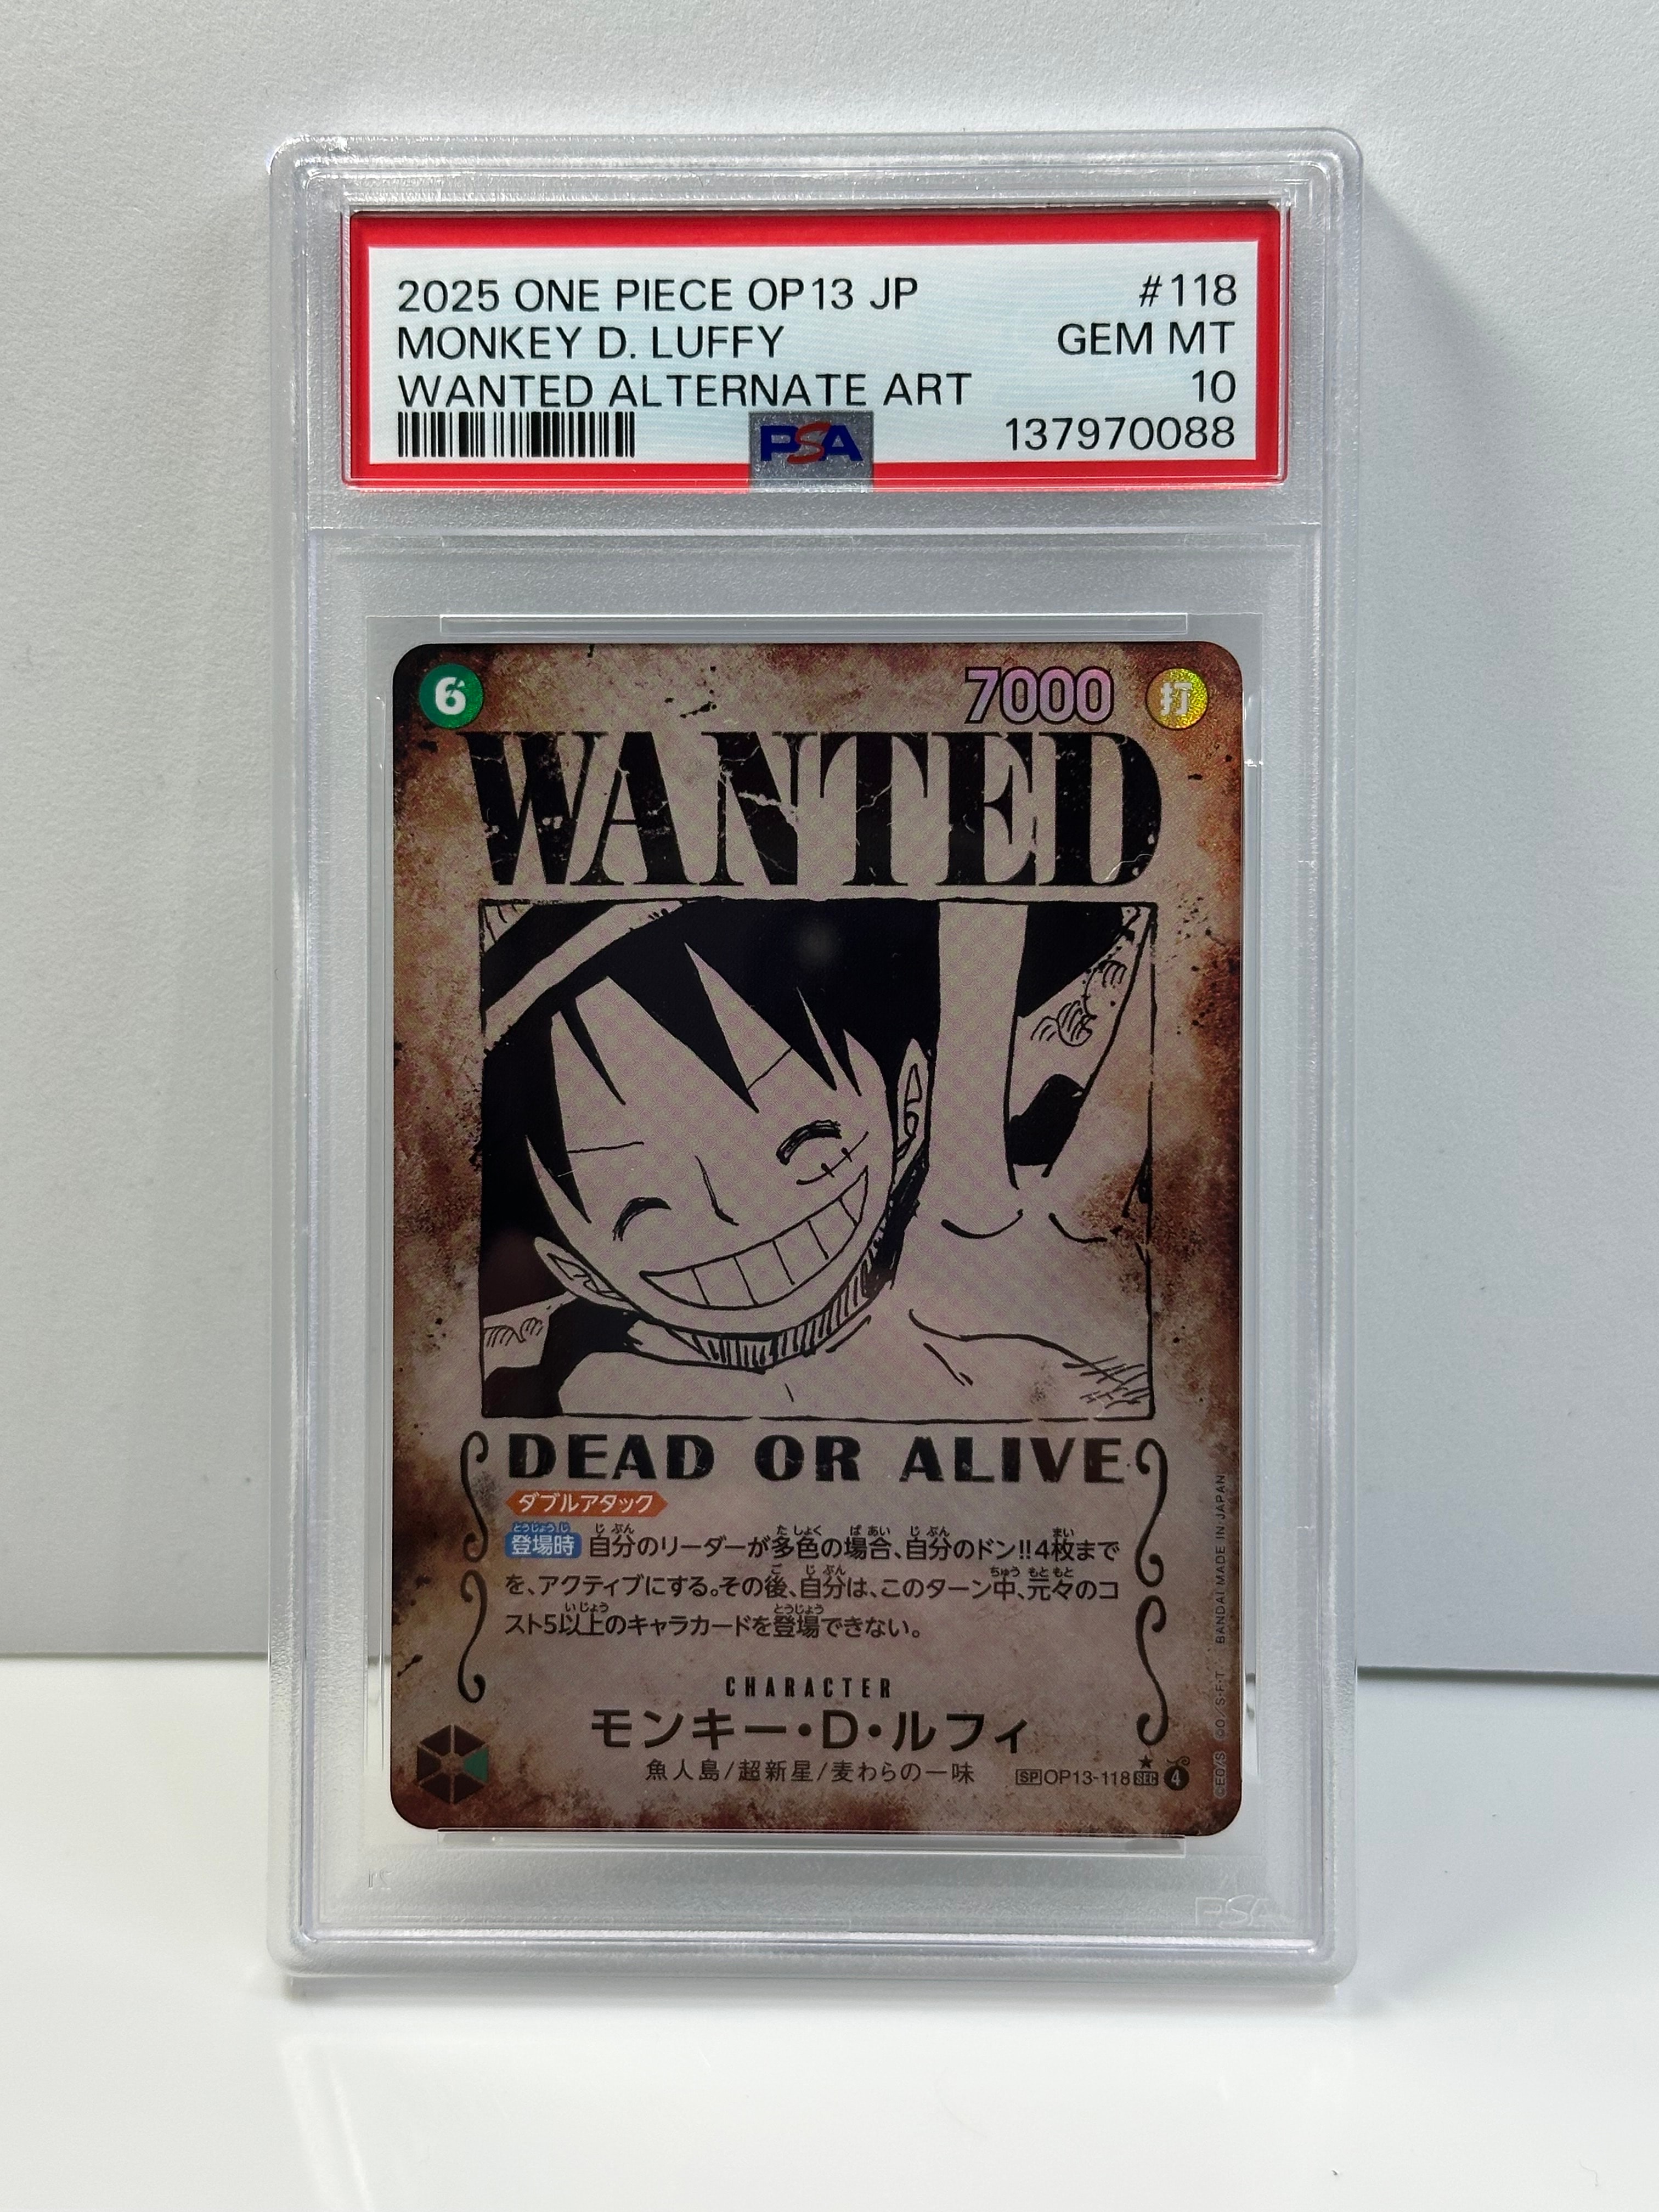 2025 ONE PIECE OP13 JP #118
MONKEY D. LUFFY GEM MT
WANTED ALTERNATE ART 10
PSA 137970088
6 7000 打
WANTED
DEAD OR ALIVE
ダブルアタック
登場時 自分のリーダーが多色の場合、自分のドン!!4枚まで
を、アクティブにする。その後、自分は、このターン中、元々のコ
スト5以上のキャラカードを登場できない。
CHARACTER
モンキー・D・ルフィ
魚人島/超新星/麦わらの一味 SP OP13-118 SEC 4
©EO/S. ©O/S.F.T. BANDAI MADE IN JAPAN
PSA